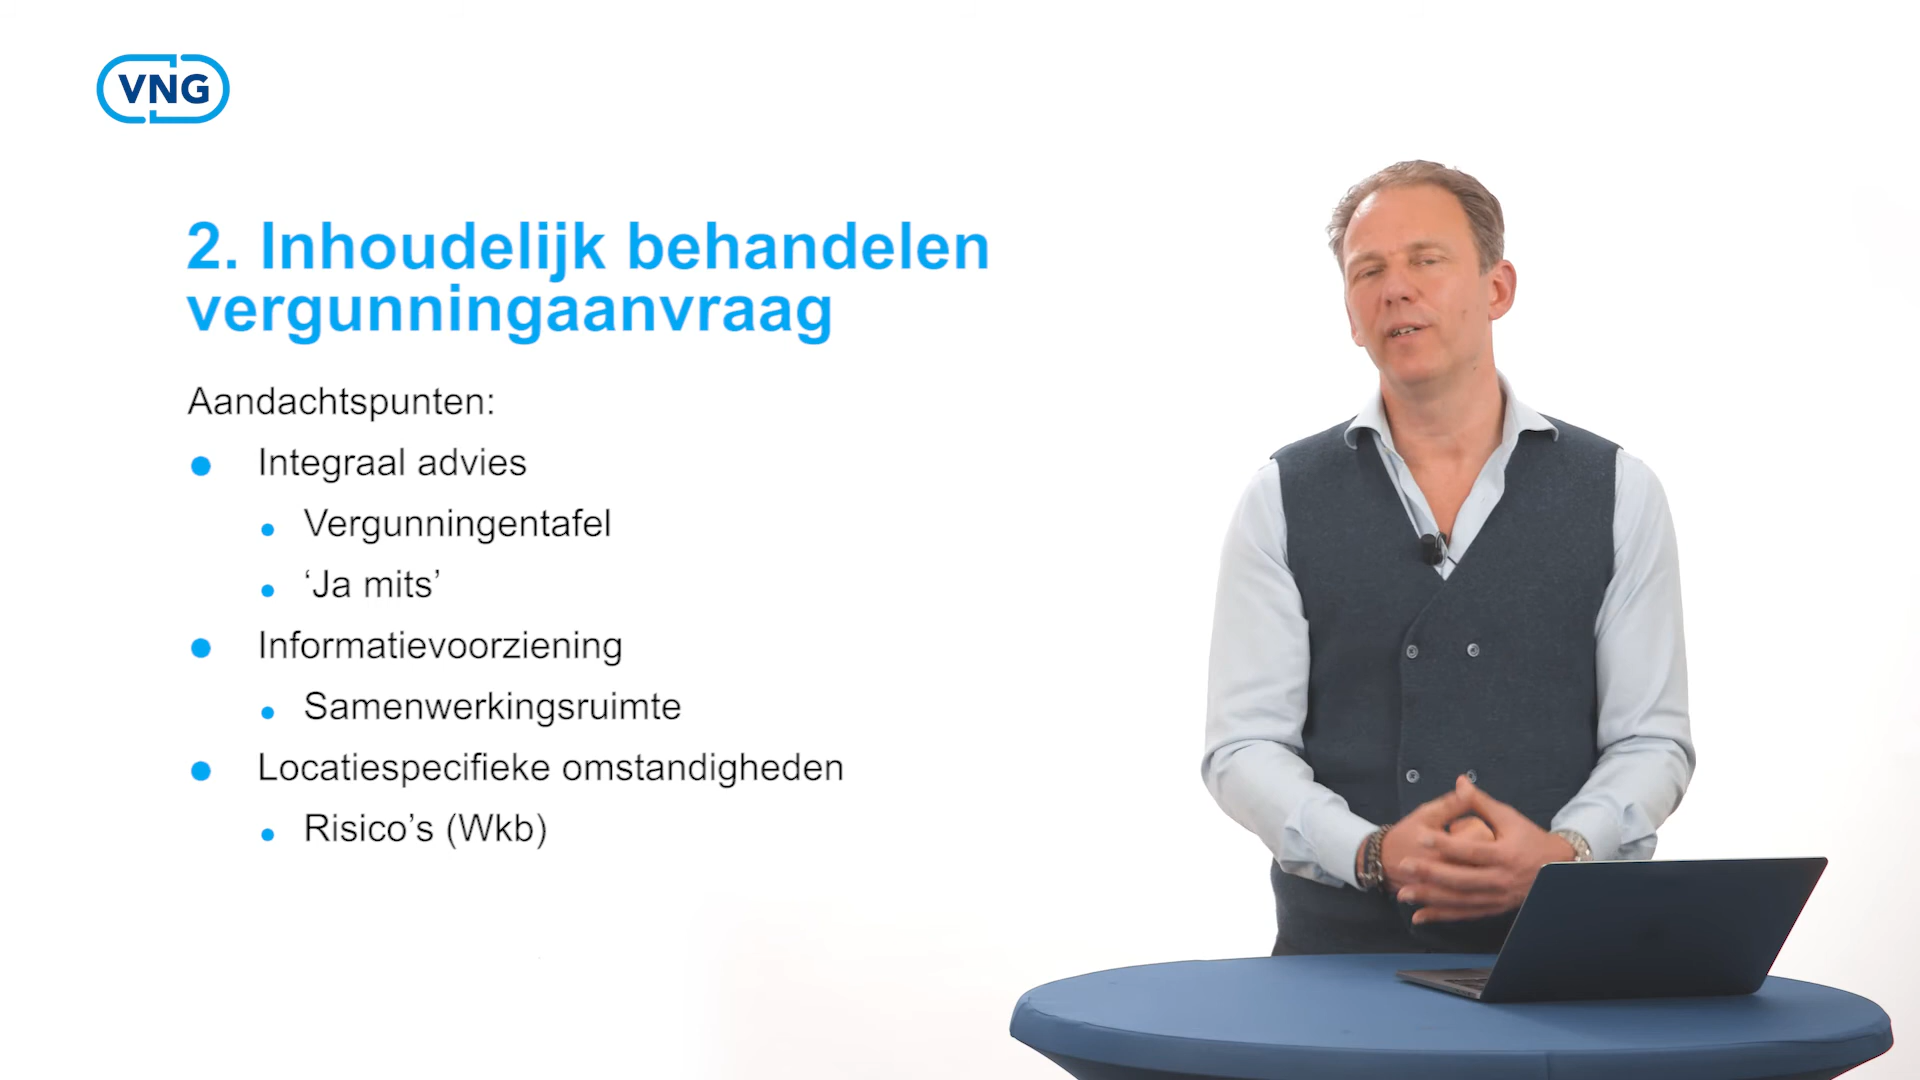 VNG
2. Inhoudelijk behandelen
vergunningaanvraag
Aandachtspunten:
Integraal advies
Vergunningentafel
‘Ja mits’
Informatievoorziening
Samenwerkingsruimte
Locatiespecifieke omstandigheden
Risico’s (Wkb)